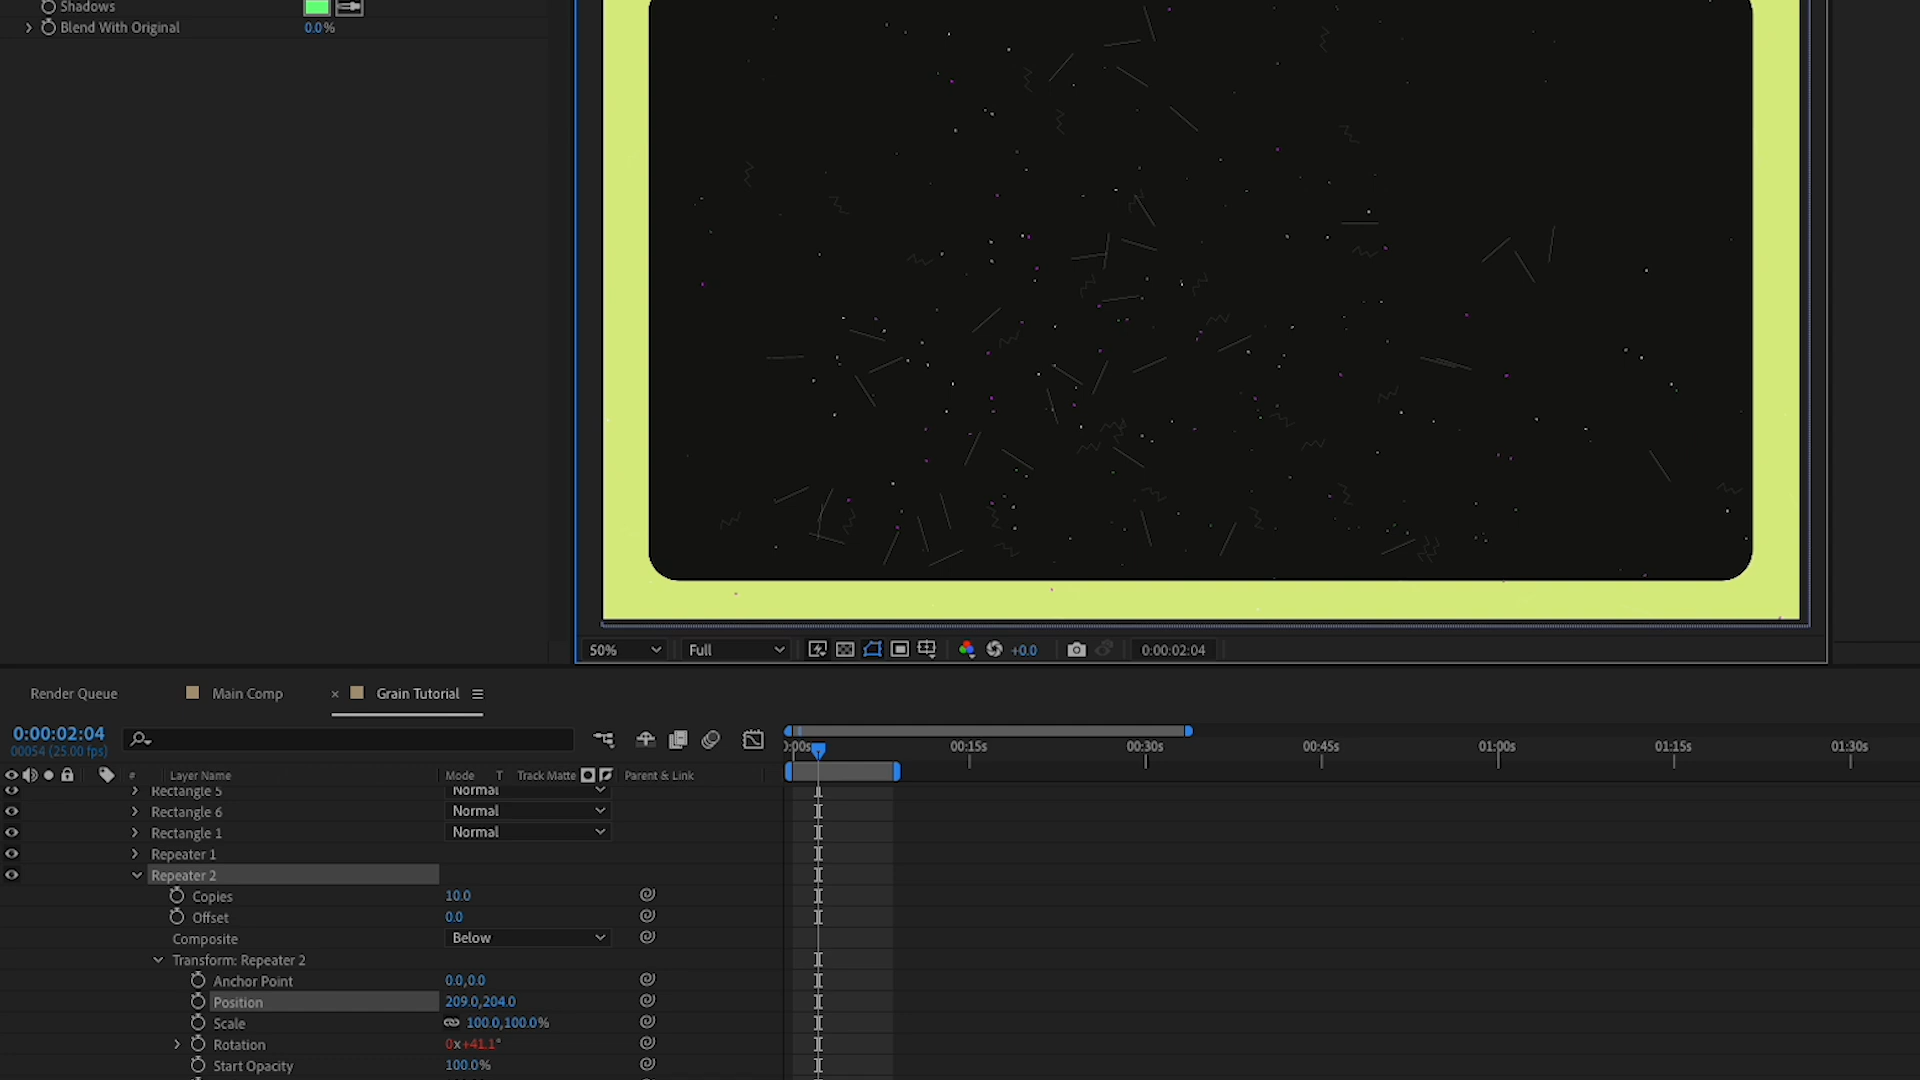 Shadows
Blend With Original 0.0%
50% Full +0.0 0:00:02:04
Render Queue Main Comp × Grain Tutorial
0:00:02:04
00054 (25.00 fps)
0:00s 00:15s 00:30s 00:45s 01:00s 01:15s 01:30s
# Layer Name Mode T Track Matte Parent & Link
Rectangle 5 Normal
Rectangle 6 Normal
Rectangle 1 Normal
Repeater 1
Repeater 2
Copies 10.0
Offset 0.0
Composite Below
Transform: Repeater 2
Anchor Point 0.0,0.0
Position 209.0,204.0
Scale 100.0,100.0%
Rotation 0x+41.1°
Start Opacity 100.0%